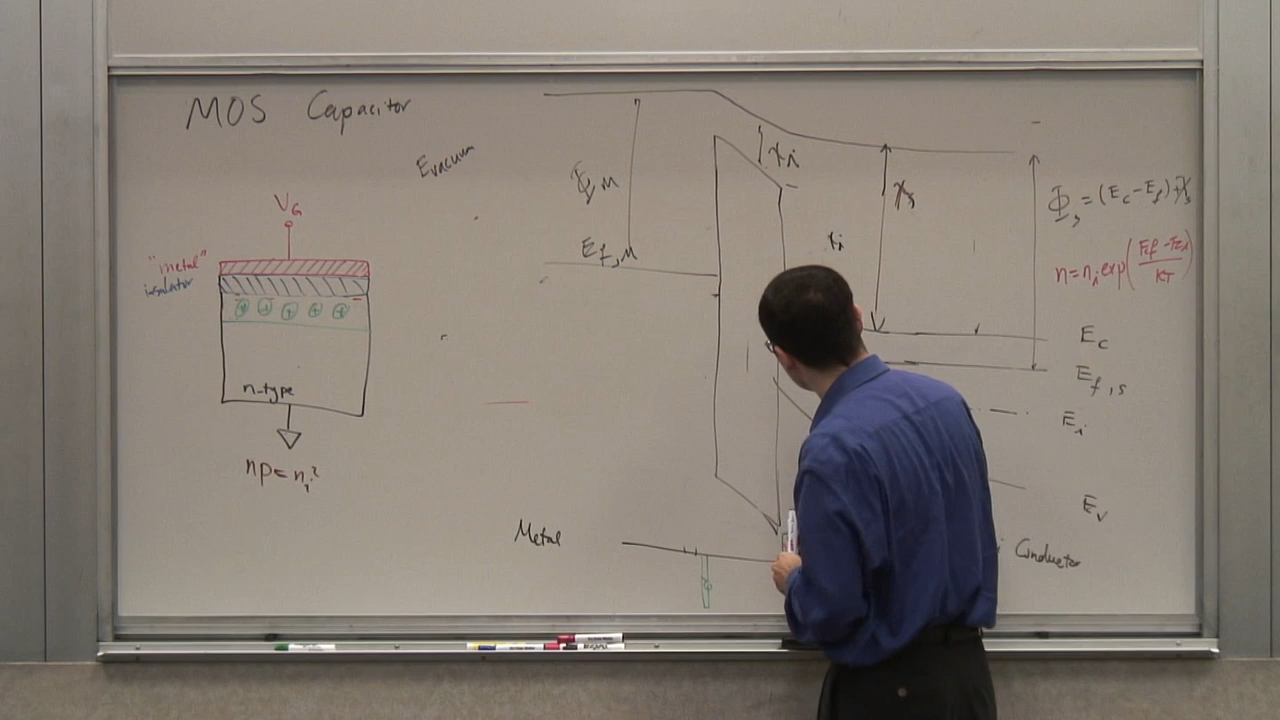 MOS Capacitor
Evacuum
V_G
"metal"
insulator
+ + + + +
n-type
np = n_i²
Φ_M
E_f,M
χ_i
χ_s
χ_i
Φ_s = (E_c - E_f) + χ_s
n = n_i exp((E_f - E_i)/KT)
E_c
E_f,s
E_i
E_v
Metal
Conductor